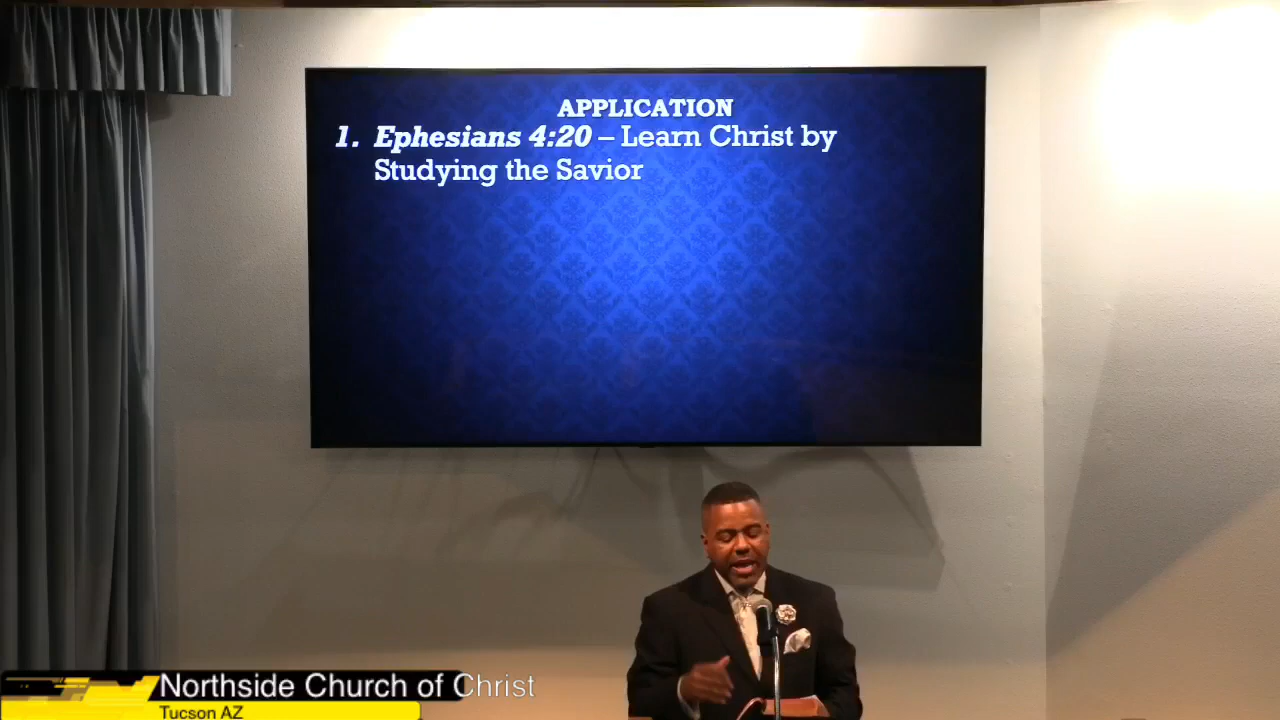 APPLICATION
1. Ephesians 4:20 – Learn Christ by
Studying the Savior
Northside Church of Christ
Tucson AZ